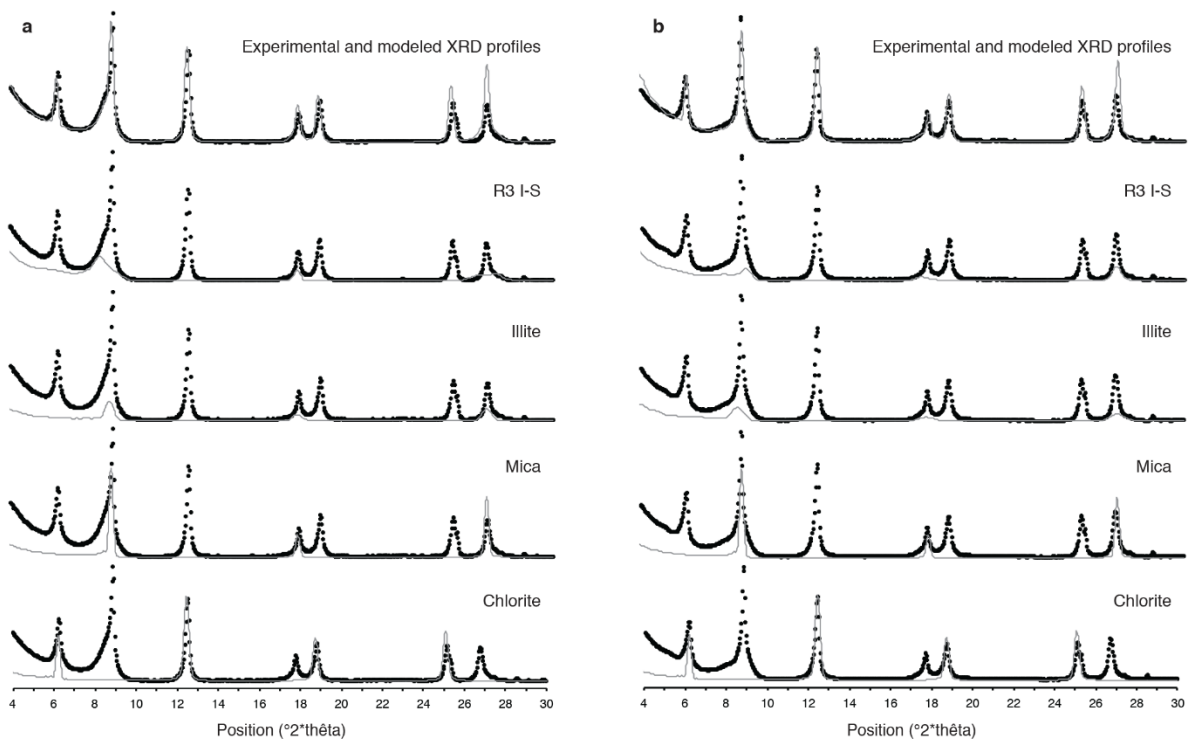 a
Experimental and modeled XRD profiles
R3 I-S
Illite
Mica
Chlorite
4 6 8 10 12 14 16 18 20 22 24 26 28 30
Position (°2*thêta)
b
Experimental and modeled XRD profiles
R3 I-S
Illite
Mica
Chlorite
4 6 8 10 12 14 16 18 20 22 24 26 28 30
Position (°2*thêta)